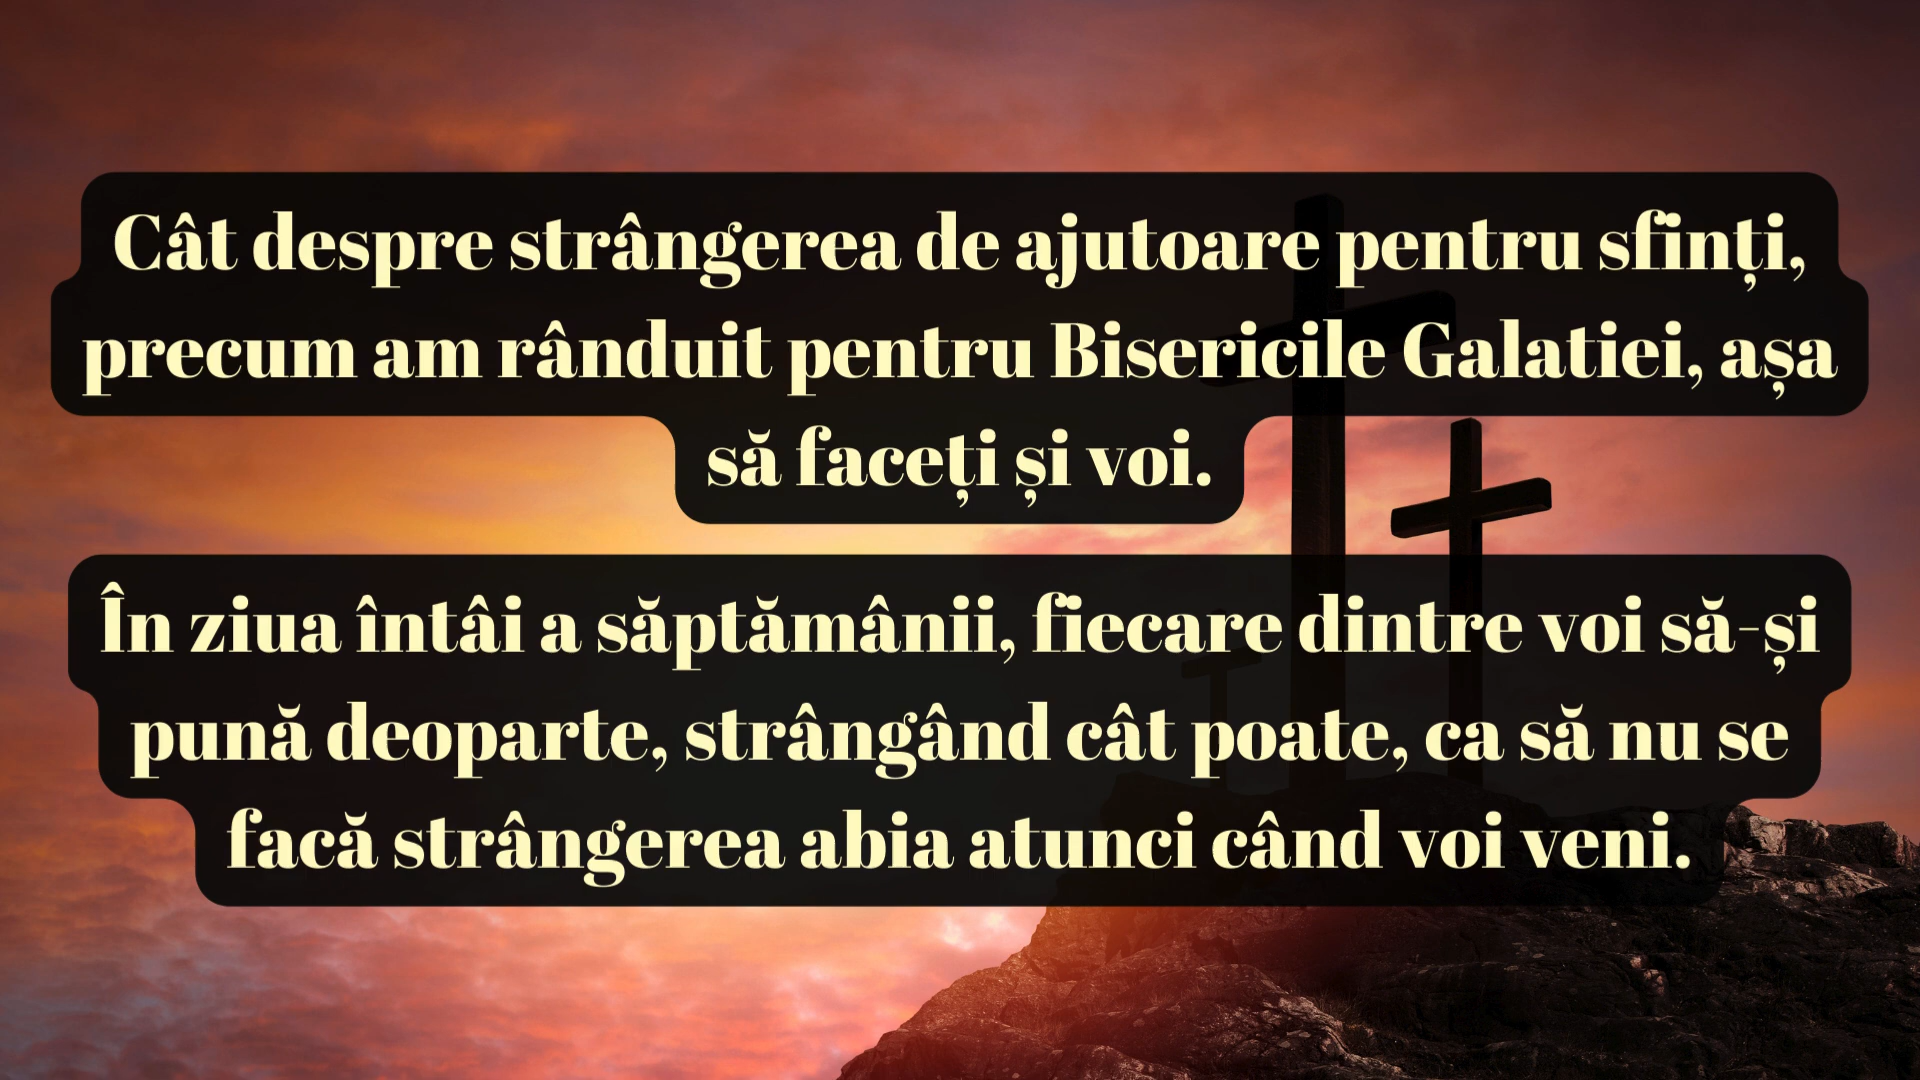 Cât despre strângerea de ajutoare pentru sfinți,
precum am rânduit pentru Bisericile Galatiei, așa
să faceți și voi.
În ziua întâi a săptămânii, fiecare dintre voi să-și
pună deoparte, strângând cât poate, ca să nu se
facă strângerea abia atunci când voi veni.